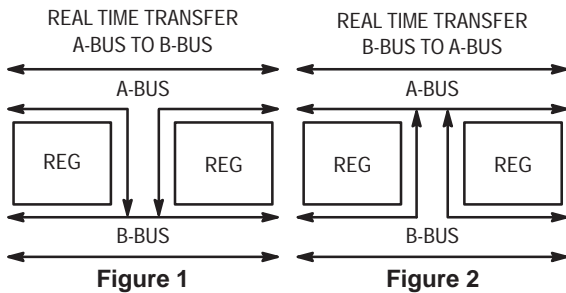 REAL TIME TRANSFER
A-BUS TO B-BUS
A-BUS
REG
REG
B-BUS
Figure 1
REAL TIME TRANSFER
B-BUS TO A-BUS
A-BUS
REG
REG
B-BUS
Figure 2